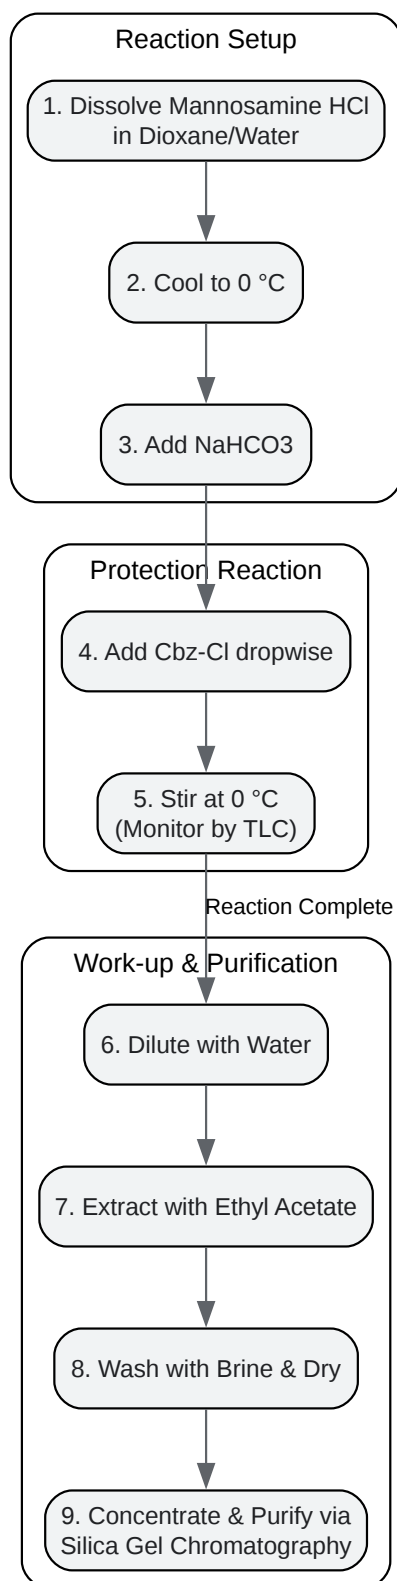 Reaction Setup
1. Dissolve Mannosamine HCl
in Dioxane/Water
2. Cool to 0 °C
3. Add NaHCO3
Protection Reaction
4. Add Cbz-Cl dropwise
5. Stir at 0 °C
(Monitor by TLC)
Reaction Complete
Work-up & Purification
6. Dilute with Water
7. Extract with Ethyl Acetate
8. Wash with Brine & Dry
9. Concentrate & Purify via
Silica Gel Chromatography